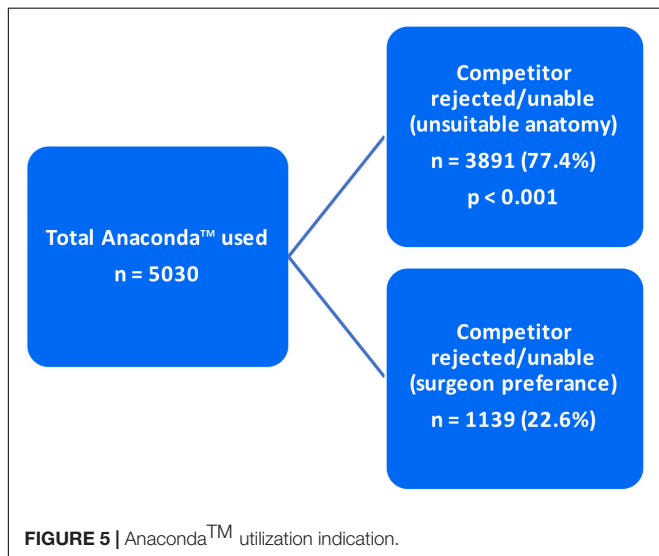 Total Anaconda™ used
n = 5030
Competitor
rejected/unable
(unsuitable anatomy)
n = 3891 (77.4%)
p < 0.001
Competitor
rejected/unable
(surgeon preferance)
n = 1139 (22.6%)
FIGURE 5 | Anaconda™ utilization indication.